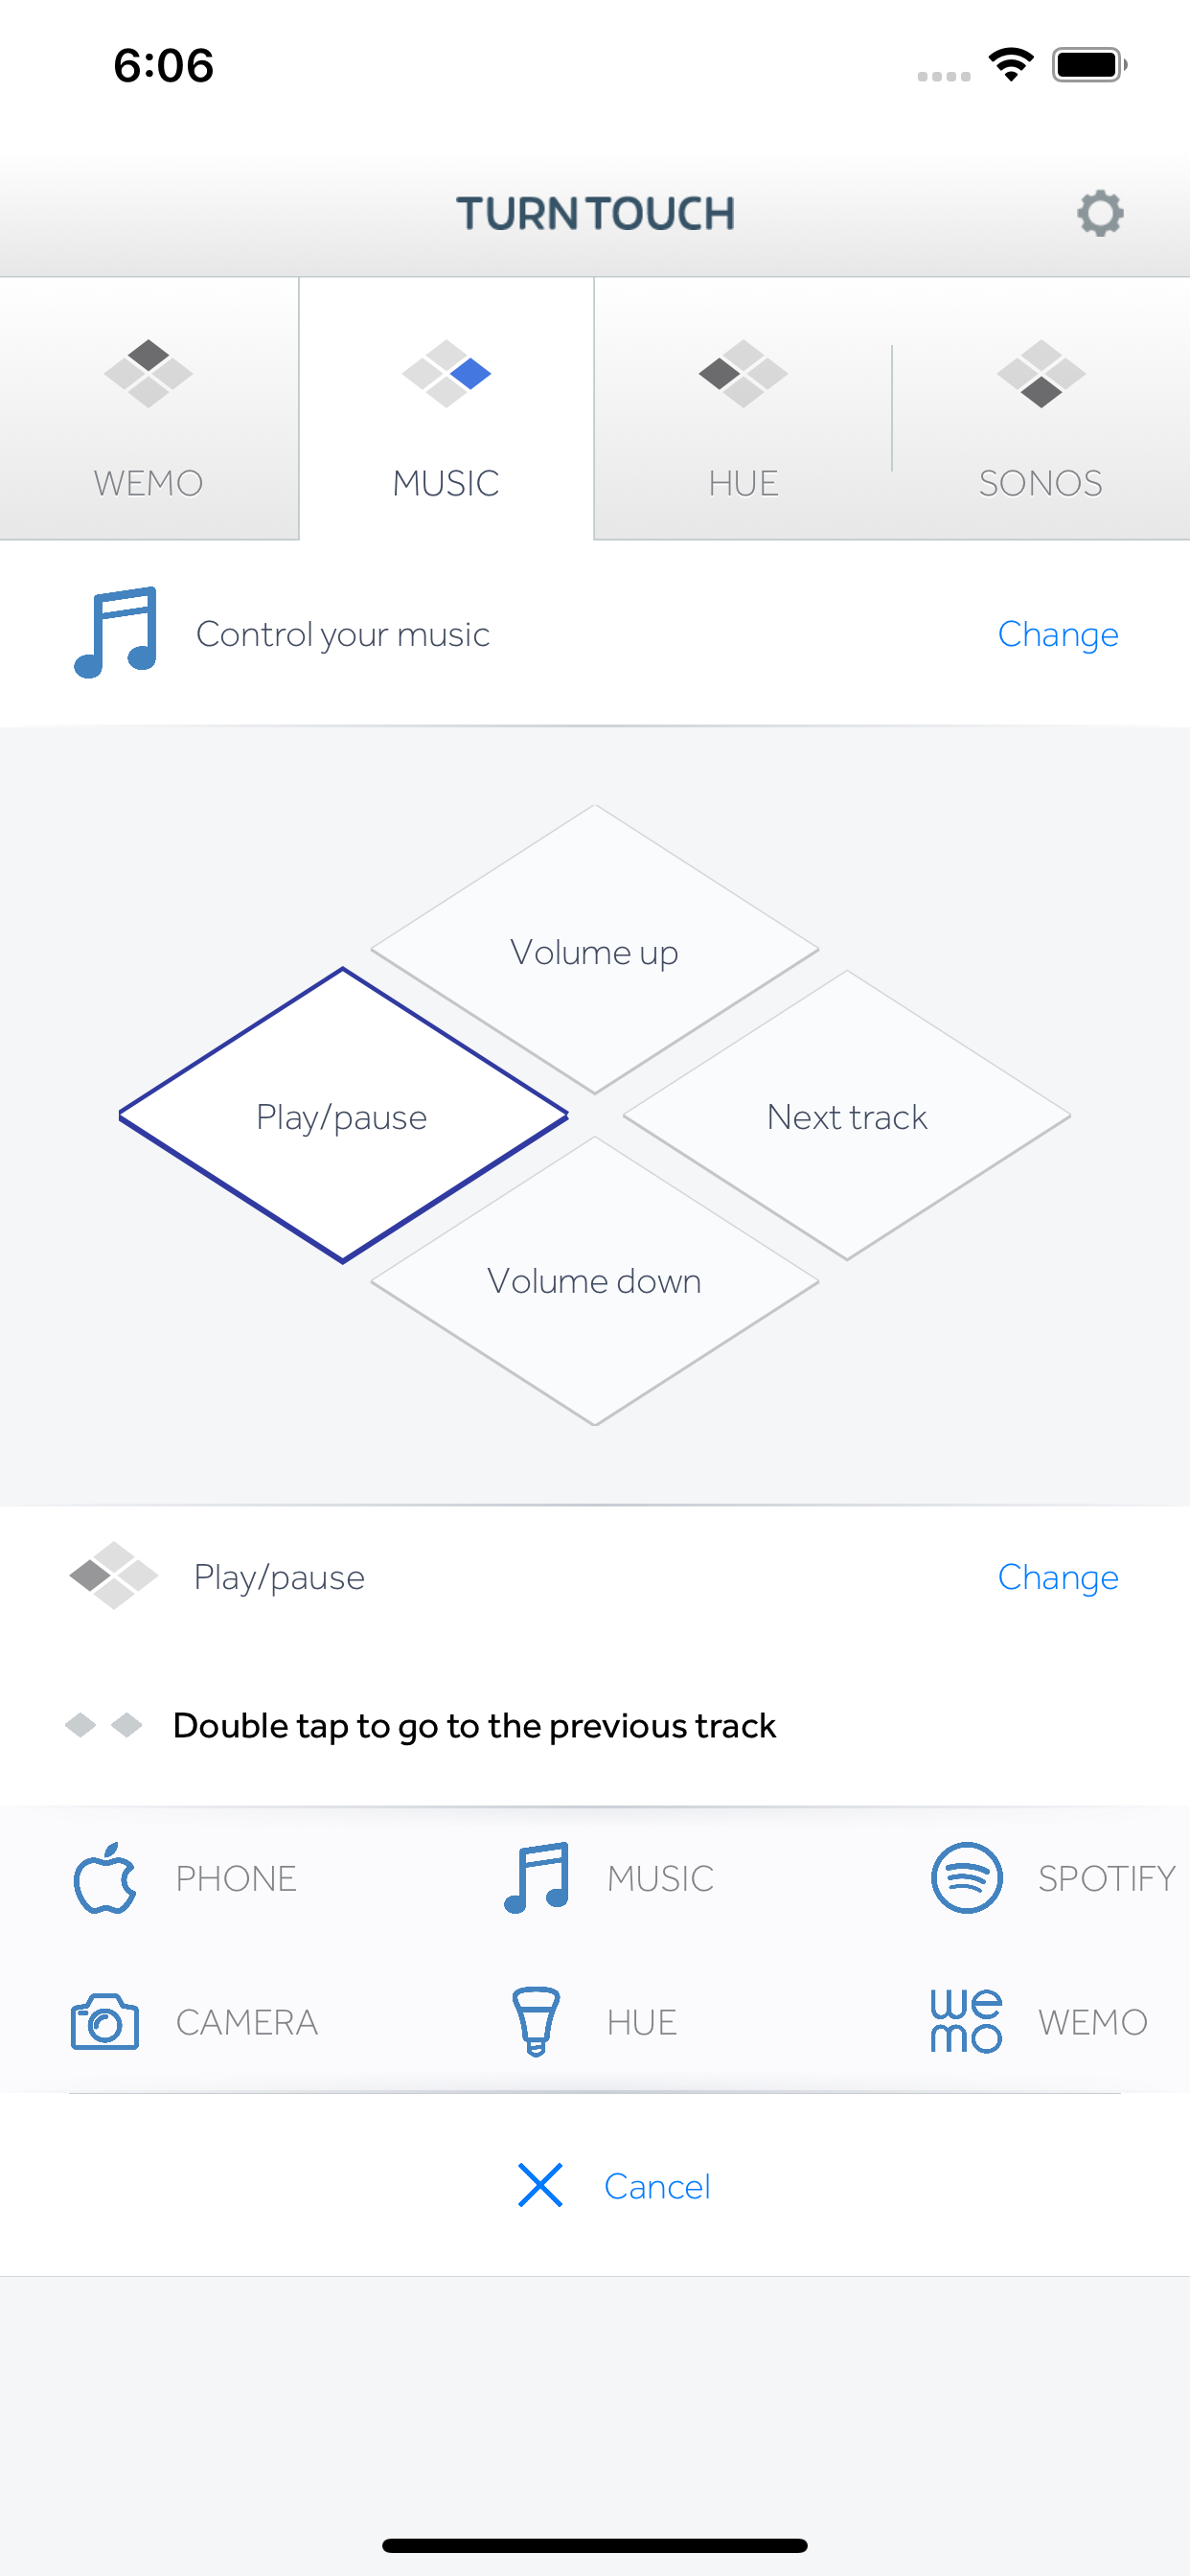 6:06
TURN TOUCH
WEMO
MUSIC
HUE
SONOS
Control your music
Change
Volume up
Play/pause
Next track
Volume down
Play/pause
Change
Double tap to go to the previous track
PHONE
MUSIC
SPOTIFY
CAMERA
HUE
we
mo
WEMO
Cancel